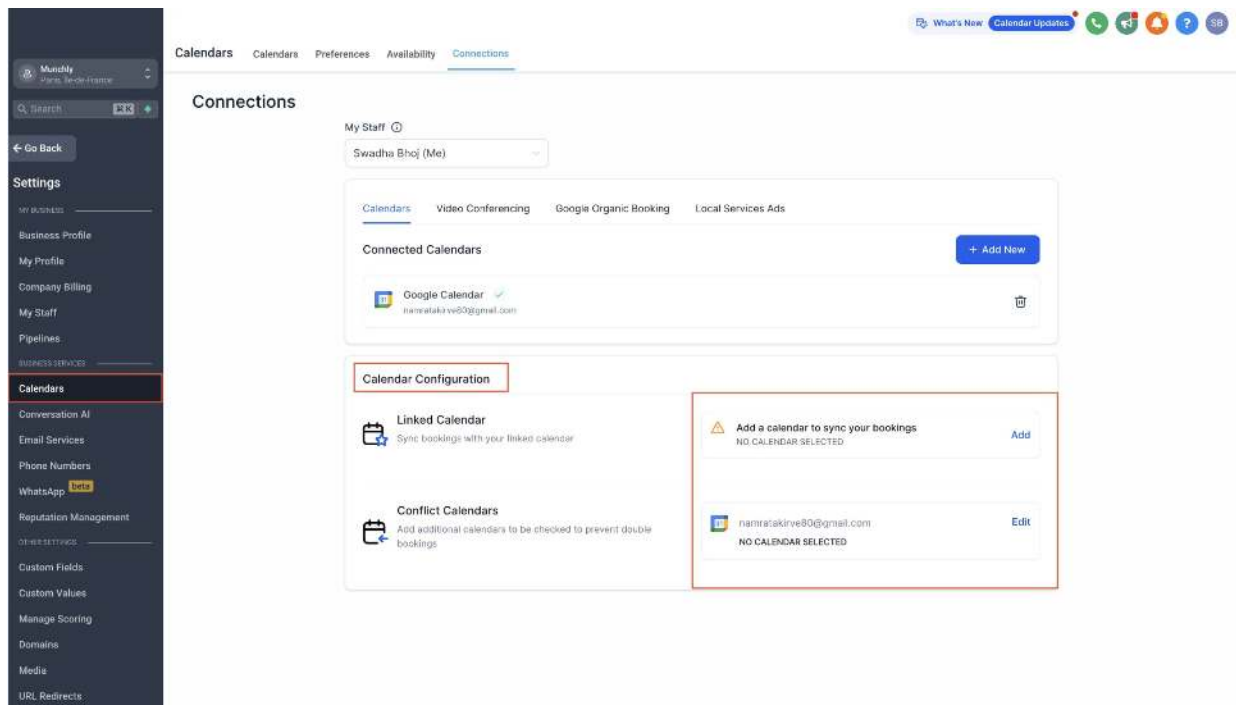 What's New
Calendar Updates
SB
Calendars
Calendars
Preferences
Availability
Connections
Munchly
Paris, Île-de-France
Search
⌘K
← Go Back
Settings
MY BUSINESS
Business Profile
My Profile
Company Billing
My Staff
Pipelines
BUSINESS SERVICES
Calendars
Conversation AI
Email Services
Phone Numbers
WhatsApp beta
Reputation Management
OTHER SETTINGS
Custom Fields
Custom Values
Manage Scoring
Domains
Media
URL Redirects
Connections
My Staff
Swadha Bhoj (Me)
Calendars
Video Conferencing
Google Organic Booking
Local Services Ads
Connected Calendars
+ Add New
Google Calendar
namratakirve80@gmail.com
Calendar Configuration
Linked Calendar
Sync bookings with your linked calendar
Add a calendar to sync your bookings
NO CALENDAR SELECTED
Add
Conflict Calendars
Add additional calendars to be checked to prevent double
bookings
namratakirve80@gmail.com
NO CALENDAR SELECTED
Edit